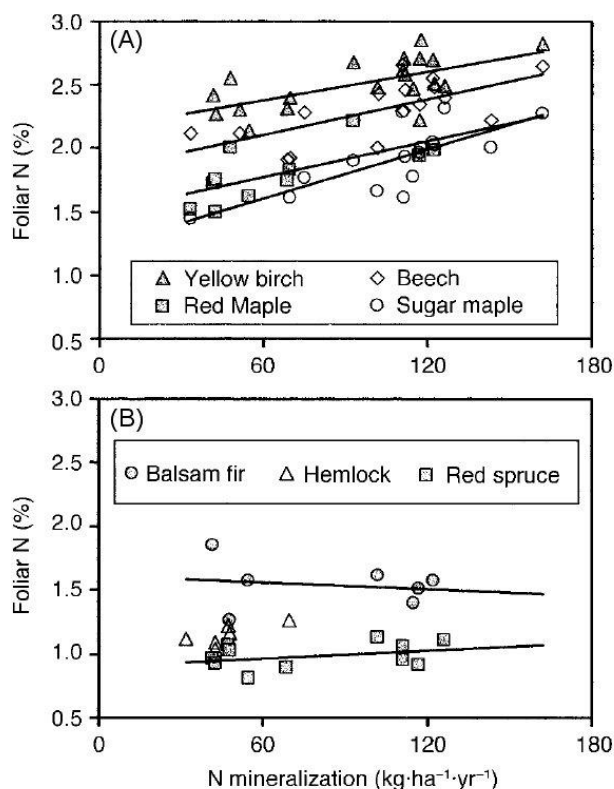 (A)
Foliar N (%)
3.0
2.5
2.0
1.5
1.0
0.5
Yellow birch Beech
Red Maple Sugar maple
0 60 120 180
(B)
Foliar N (%)
3.0
2.5
2.0
1.5
1.0
0.5
Balsam fir Hemlock Red spruce
0 60 120 180
N mineralization (kg·ha⁻¹·yr⁻¹)